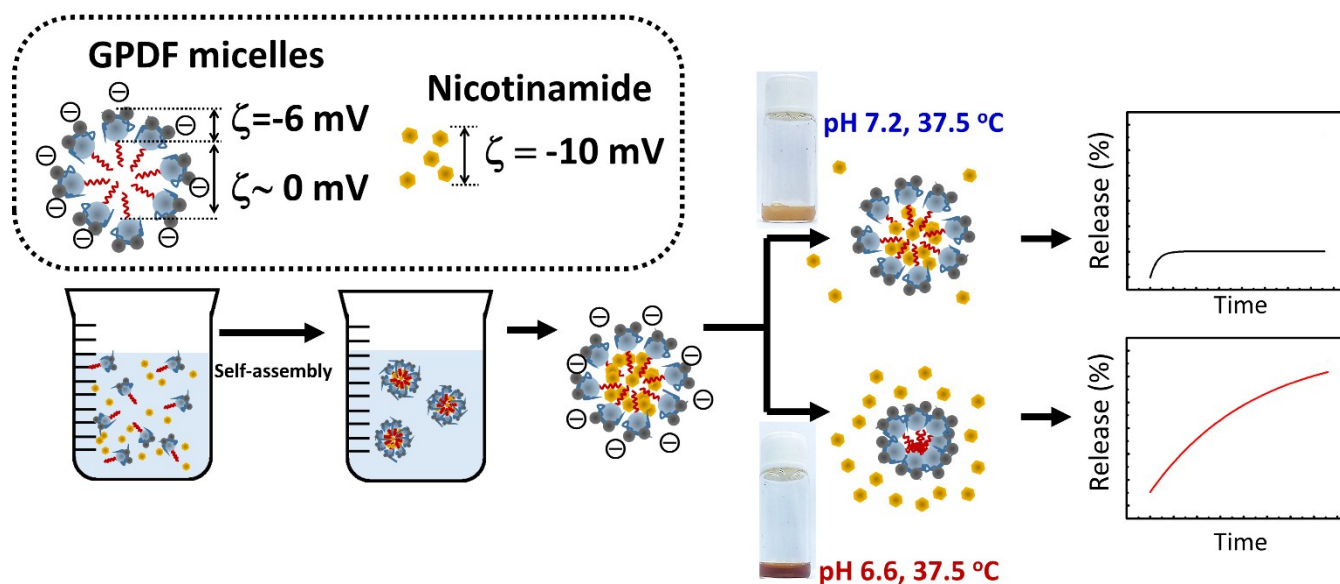 GPDF micelles
ζ=-6 mV
ζ~ 0 mV
Nicotinamide
ζ = -10 mV
Self-assembly
pH 7.2, 37.5 °C
pH 6.6, 37.5 °C
Release (%)
Time
Release (%)
Time